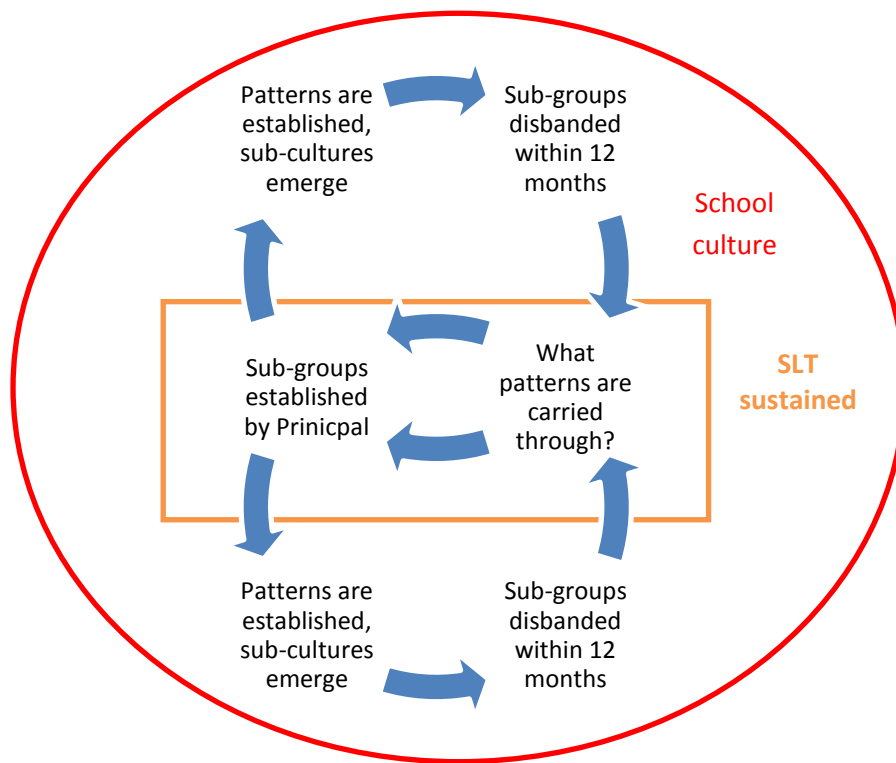 Patterns are
established,
sub-cultures
emerge
Sub-groups
disbanded
within 12
months
School
culture
Sub-groups
established
by Prinicpal
What
patterns are
carried
through?
SLT
sustained
Patterns are
established,
sub-cultures
emerge
Sub-groups
disbanded
within 12
months